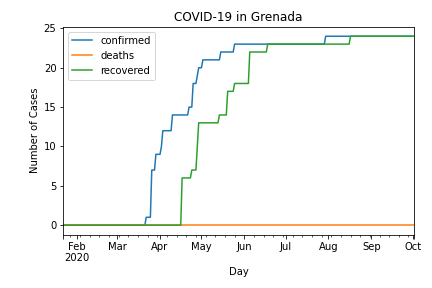 COVID-19 in Grenada
confirmed
deaths
recovered
Number of Cases
25
20
15
10
5
0
Feb Mar Apr May Jun Jul Aug Sep Oct
2020
Day